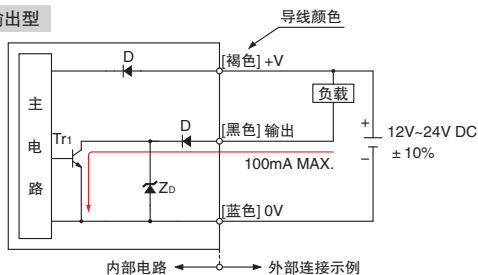 输出型
导线颜色
D
[褐色] +V
主
电
路
负载
Tr1
D
[黑色] 输出
+
12V~24V DC
−
± 10%
100mA MAX.
ZD
[蓝色] 0V
内部电路
外部连接示例